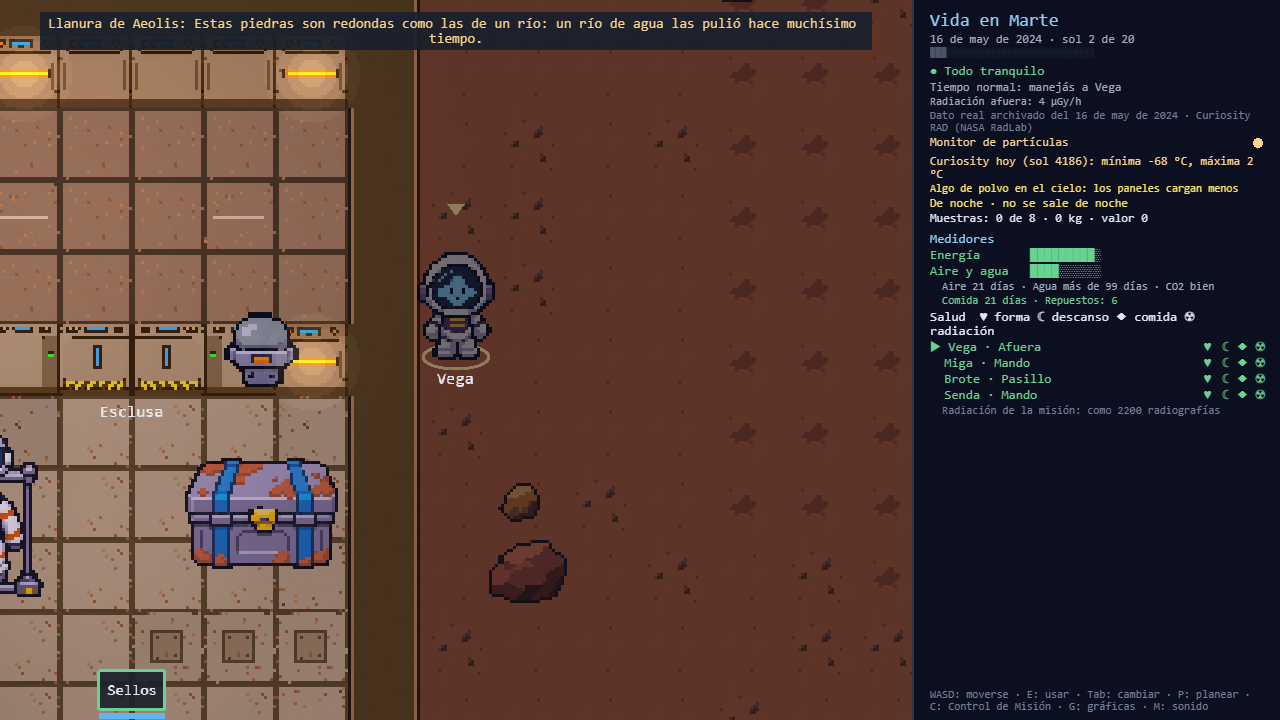 Llanura de Aeolis: Estas piedras son redondas como las de un río: un río de agua las pulió hace muchísimo
tiempo.
Vega
Esclusa
Sellos
Vida en Marte
16 de may de 2024 · sol 2 de 20
● Todo tranquilo
Tiempo normal: manejás a Vega
Radiación afuera: 4 µGy/h
Dato real archivado del 16 de may de 2024 · Curiosity
RAD (NASA RadLab)
Monitor de partículas
Curiosity hoy (sol 4186): mínima -68 ºC, máxima 2
ºC
Algo de polvo en el cielo: los paneles cargan menos
De noche · no se sale de noche
Muestras: 0 de 8 · 0 kg · valor 0
Medidores
Energía
Aire y agua
Aire 21 días · Agua más de 99 días · CO2 bien
Comida 21 días · Repuestos: 6
Salud ♥ forma ☾ descanso ◆ comida ☢
radiación
▶ Vega · Afuera ♥ ☾ ◆ ☢
Miga · Mando ♥ ☾ ◆ ☢
Brote · Pasillo ♥ ☾ ◆ ☢
Senda · Mando ♥ ☾ ◆ ☢
Radiación de la misión: como 2200 radiografías
WASD: moverse · E: usar · Tab: cambiar · P: planear ·
C: Control de Misión · G: gráficas · M: sonido